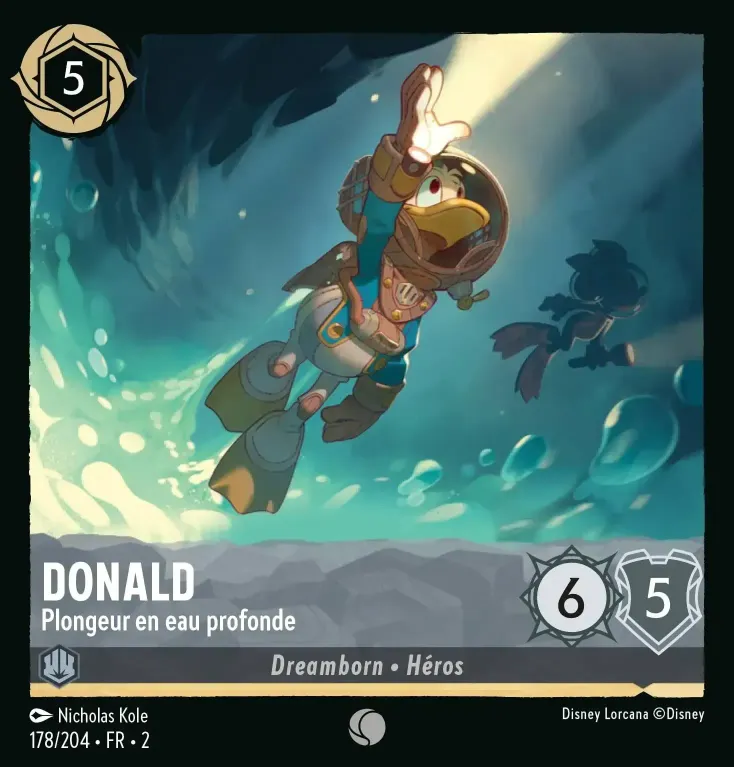 5
DONALD
Plongeur en eau profonde
6
5
Dreamborn • Héros
Nicholas Kole
Disney Lorcana ©Disney
178/204 • FR • 2